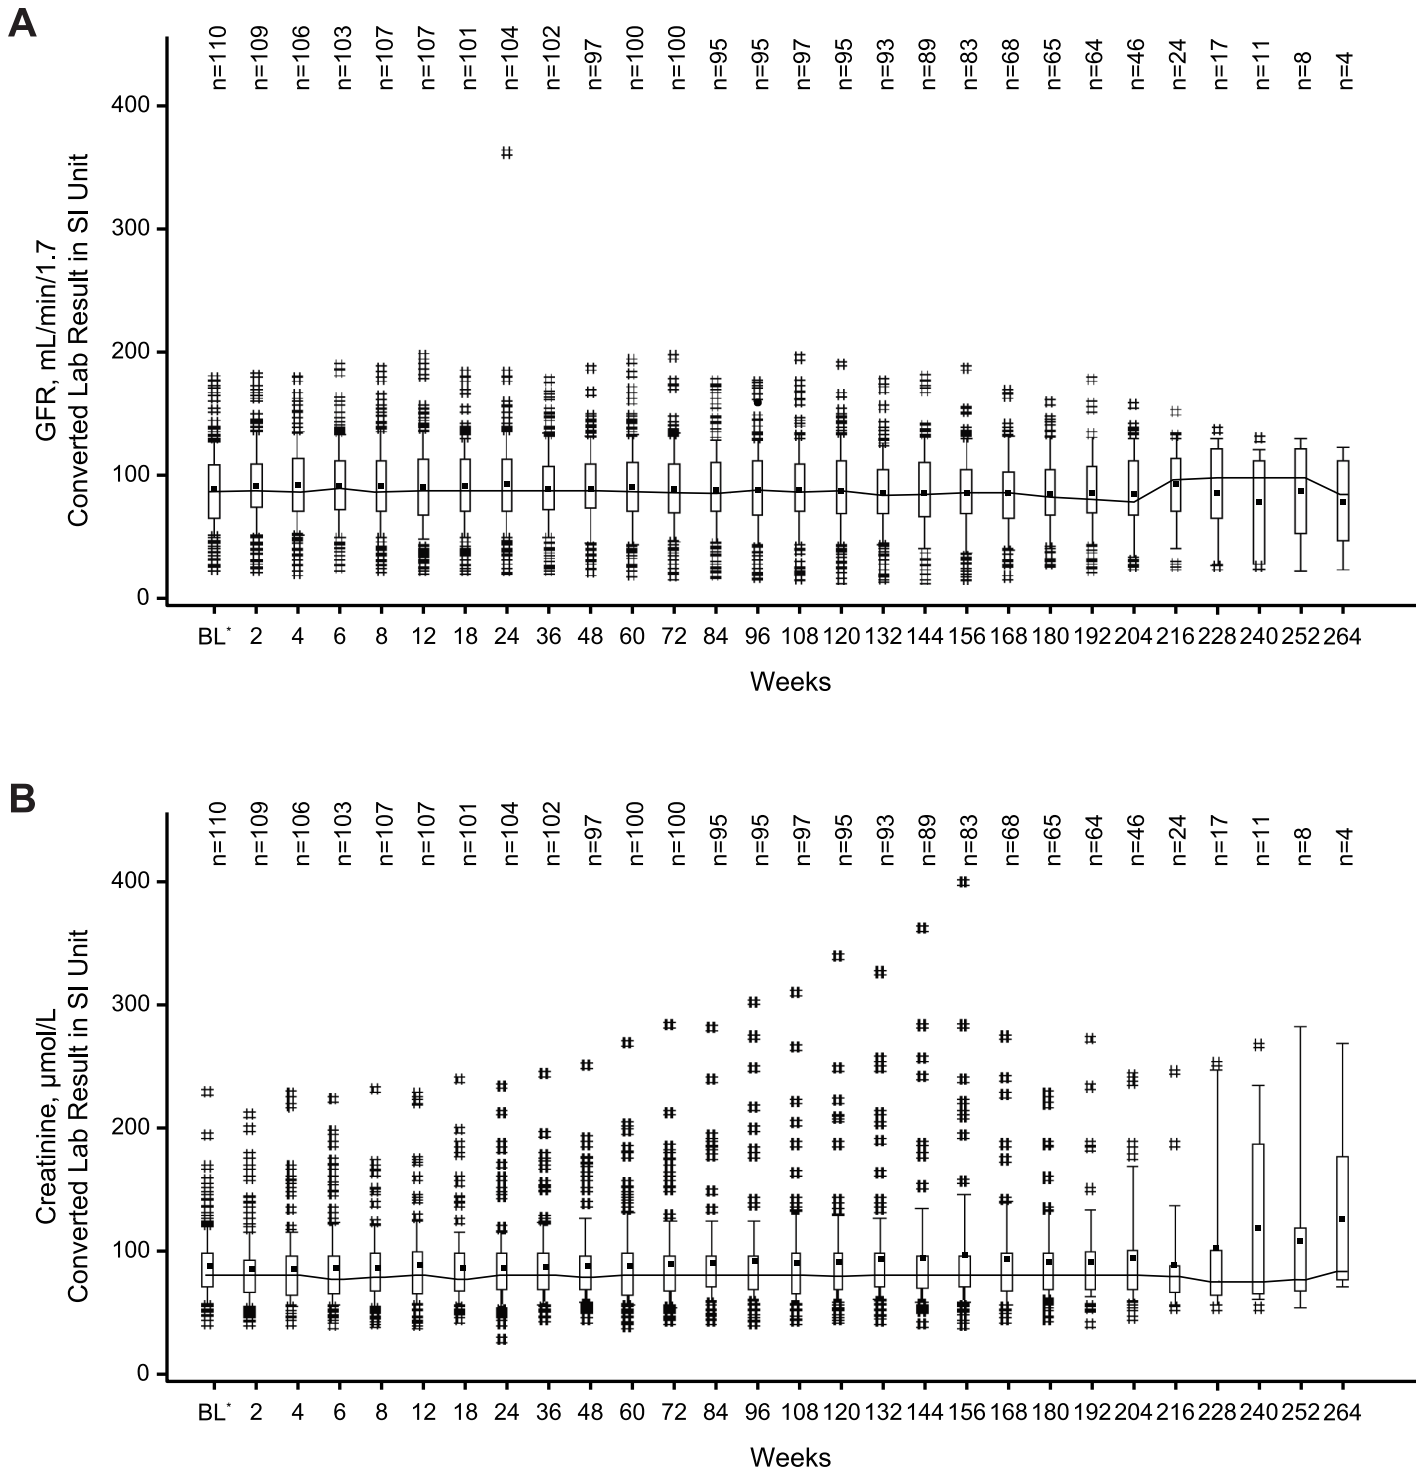 A
n=110 n=109 n=106 n=103 n=107 n=107 n=101 n=104 n=102 n=97 n=100 n=100 n=95 n=95 n=97 n=95 n=93 n=89 n=83 n=68 n=65 n=64 n=46 n=24 n=17 n=11 n=8 n=4
GFR, mL/min/1.7
Converted Lab Result in SI Unit
400
300
200
100
0
BL* 2 4 6 8 12 18 24 36 48 60 72 84 96 108 120 132 144 156 168 180 192 204 216 228 240 252 264
Weeks
B
n=110 n=109 n=106 n=103 n=107 n=107 n=101 n=104 n=102 n=97 n=100 n=100 n=95 n=95 n=97 n=95 n=93 n=89 n=83 n=68 n=65 n=64 n=46 n=24 n=17 n=11 n=8 n=4
Creatinine, µmol/L
Converted Lab Result in SI Unit
400
300
200
100
0
BL* 2 4 6 8 12 18 24 36 48 60 72 84 96 108 120 132 144 156 168 180 192 204 216 228 240 252 264
Weeks